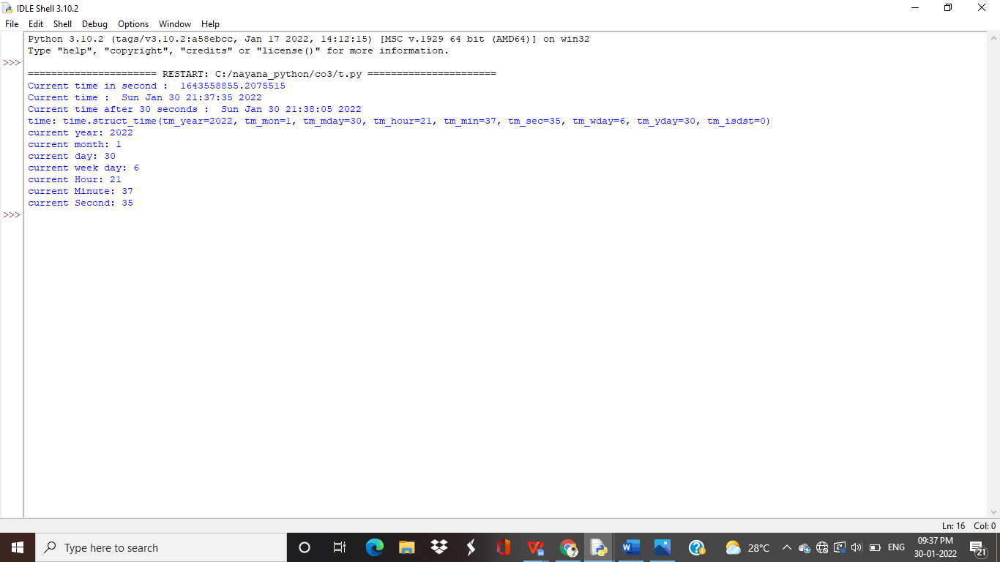 IDLE Shell 3.10.2
File Edit Shell Debug Options Window Help
Python 3.10.2 (tags/v3.10.2:a58ebcc, Jan 17 2022, 14:12:15) [MSC v.1929 64 bit (AMD64)] on win32
Type "help", "copyright", "credits" or "license()" for more information.
>>>
====================== RESTART: C:/nayana_python/co3/t.py ======================
Current time in second :  1643558855.2075515
Current time :  Sun Jan 30 21:37:35 2022
Current time after 30 seconds :  Sun Jan 30 21:38:05 2022
time: time.struct_time(tm_year=2022, tm_mon=1, tm_mday=30, tm_hour=21, tm_min=37, tm_sec=35, tm_wday=6, tm_yday=30, tm_isdst=0)
current year: 2022
current month: 1
current day: 30
current week day: 6
current Hour: 21
current Minute: 37
current Second: 35
>>>
Ln: 16 Col: 0
Type here to search
28°C
ENG
09:37 PM
30-01-2022
21